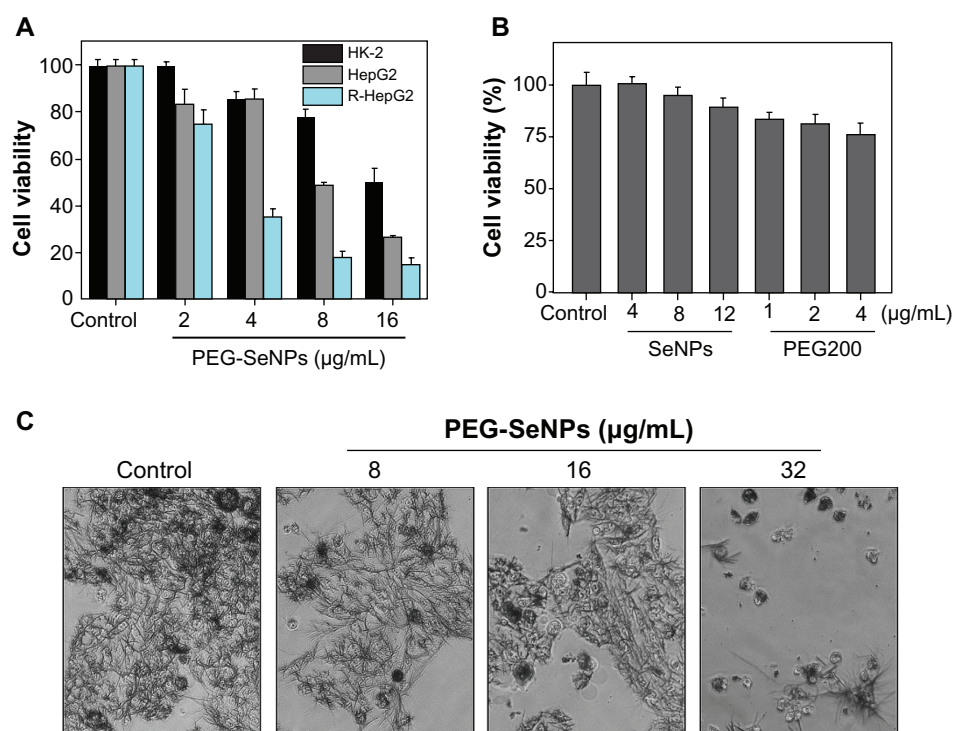 A
Cell viability
100
80
60
40
20
0
HK-2
HepG2
R-HepG2
Control 2 4 8 16
PEG-SeNPs (µg/mL)
B
Cell viability (%)
100
75
50
25
0
Control 4 8 12 1 2 4 (µg/mL)
SeNPs PEG200
C
PEG-SeNPs (µg/mL)
Control 8 16 32